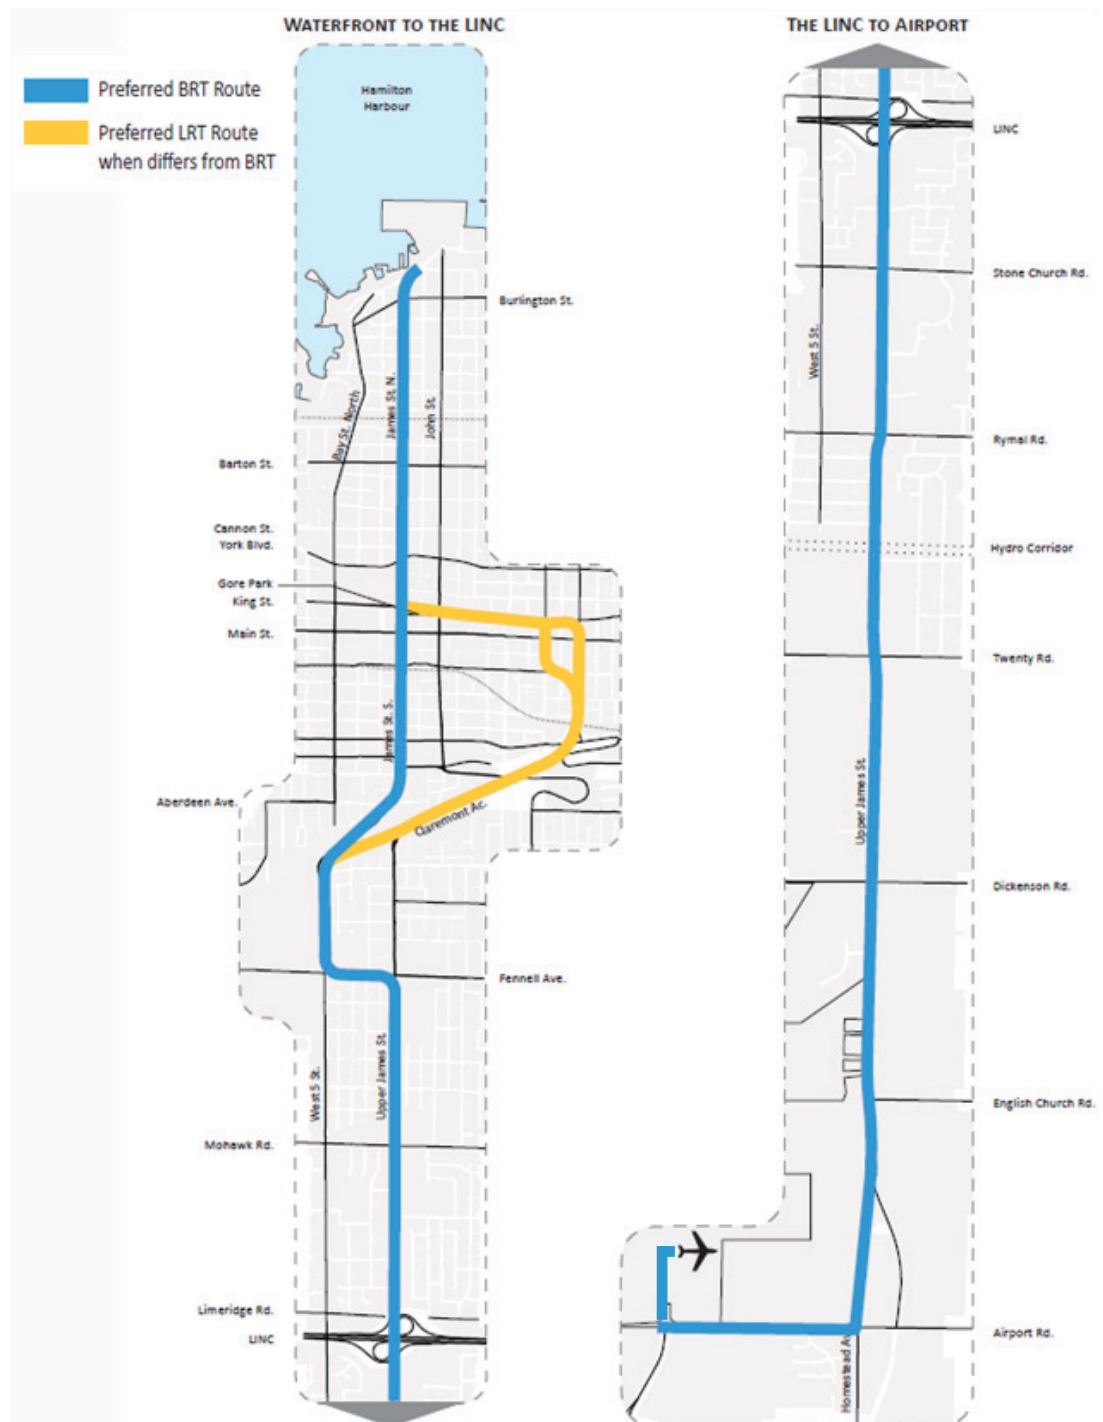 WATERFRONT TO THE LINC
Preferred BRT Route
Preferred LRT Route
when differs from BRT
Hamilton
Harbour
Burlington St.
Bay St. North
James St. N.
John St.
Barton St.
Cannon St.
York Blvd.
Gore Park
King St.
Main St.
James St. S.
Aberdeen Ave.
Claremont Ac.
Fennell Ave.
West 5 St.
Upper James St.
Mohawk Rd.
Limeridge Rd.
LINC
THE LINC TO AIRPORT
LINC
Stone Church Rd.
West 5 St.
Rymal Rd.
Hydro Corridor
Twenty Rd.
Upper James St.
Dickenson Rd.
English Church Rd.
Airport Rd.
Homestead Av